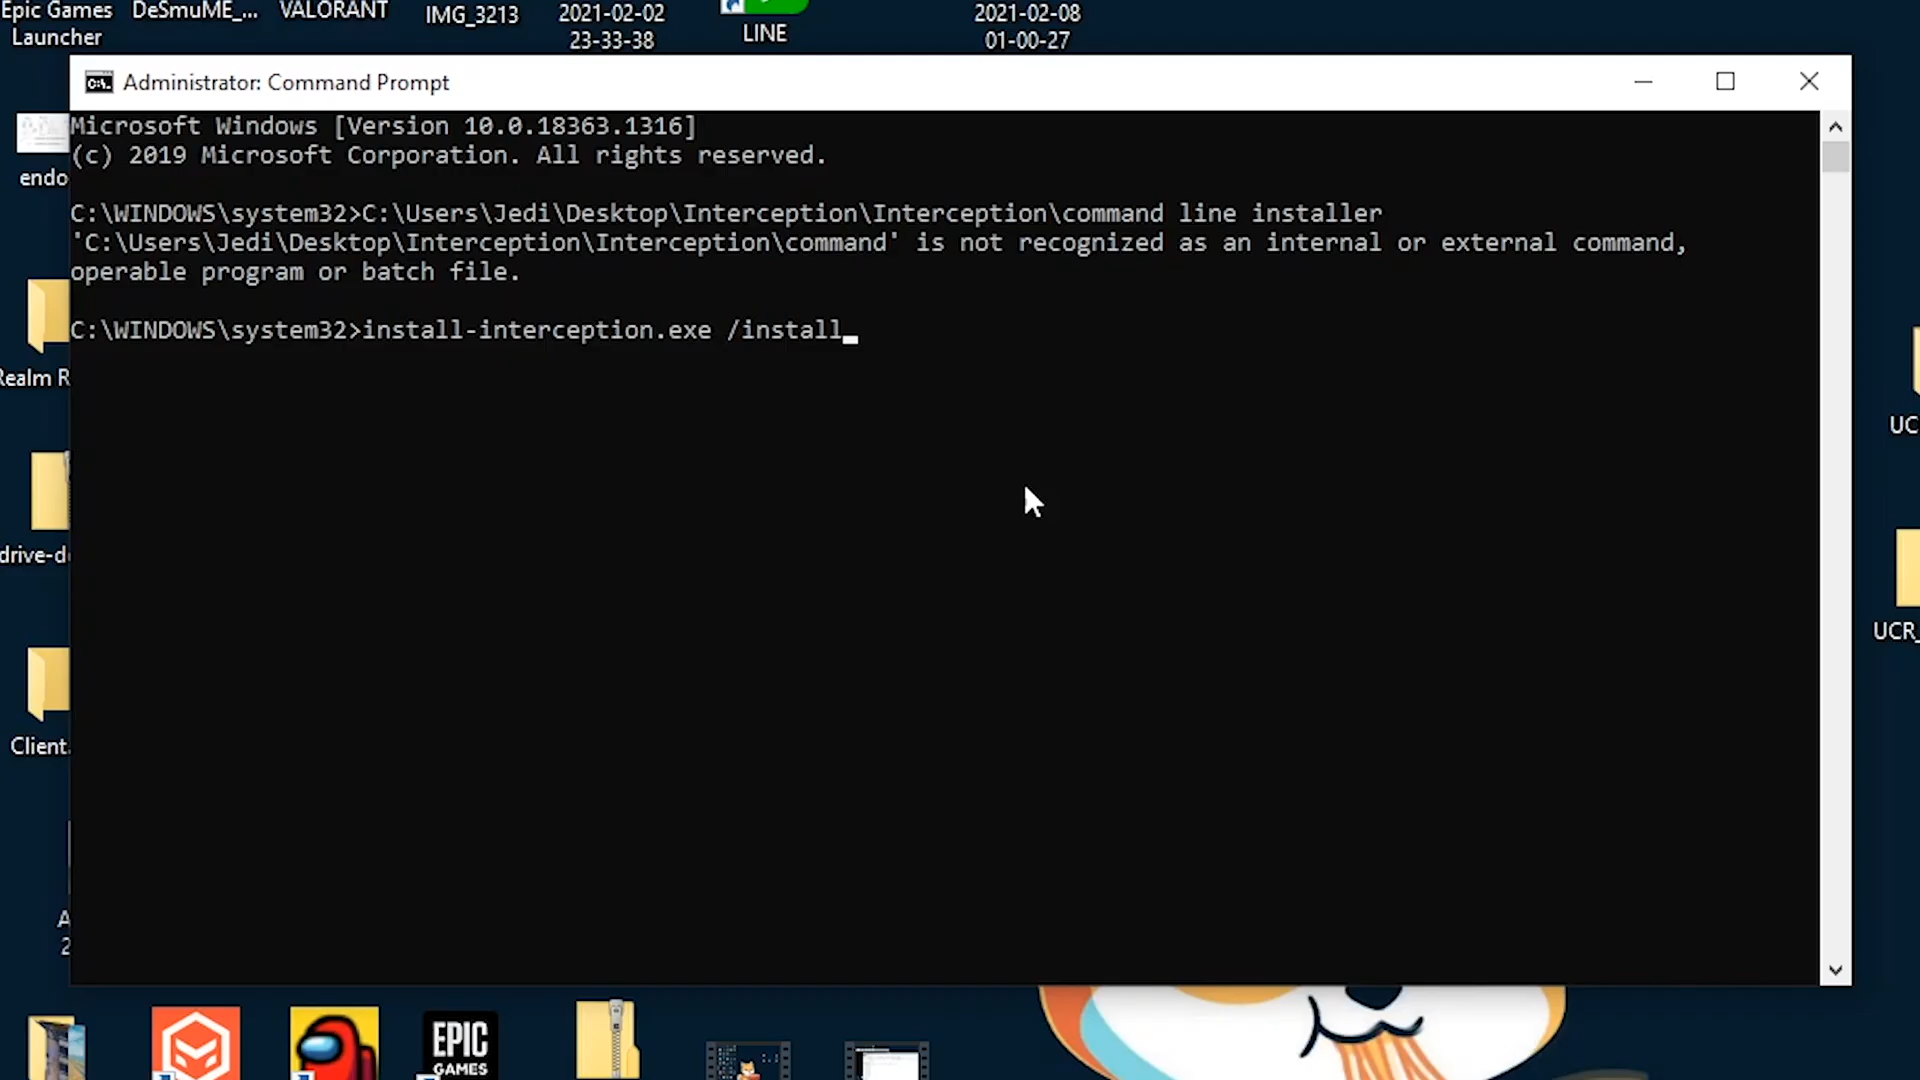 Epic Games
Launcher
DeSmuME_...
VALORANT
IMG_3213
2021-02-02
23-33-38
LINE
2021-02-08
01-00-27
Administrator: Command Prompt
Microsoft Windows [Version 10.0.18363.1316]
(c) 2019 Microsoft Corporation. All rights reserved.
C:\WINDOWS\system32>C:\Users\Jedi\Desktop\Interception\Interception\command line installer
'C:\Users\Jedi\Desktop\Interception\Interception\command' is not recognized as an internal or external command,
operable program or batch file.
C:\WINDOWS\system32>install-interception.exe /install
endo
Realm R
drive-d
Client.
A
2
UC
UCR_
EPIC
GAMES